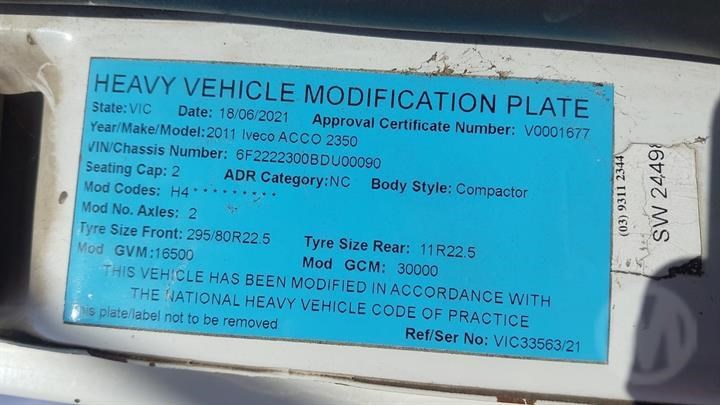 HEAVY VEHICLE MODIFICATION PLATE
State: VIC Date: 18/06/2021 Approval Certificate Number: V0001677
Year/Make/Model: 2011 Iveco ACCO 2350
VIN/Chassis Number: 6F2222300BDU00090
Seating Cap: 2 ADR Category: NC Body Style: Compactor
Mod Codes: H4 * * * * * * * * *
Mod No. Axles: 2
Tyre Size Front: 295/80R22.5 Tyre Size Rear: 11R22.5
Mod GVM: 16500 Mod GCM: 30000
THIS VEHICLE HAS BEEN MODIFIED IN ACCORDANCE WITH
THE NATIONAL HEAVY VEHICLE CODE OF PRACTICE
this plate/label not to be removed Ref/Ser No: VIC33563/21
(03) 9311 2344
SW 24498